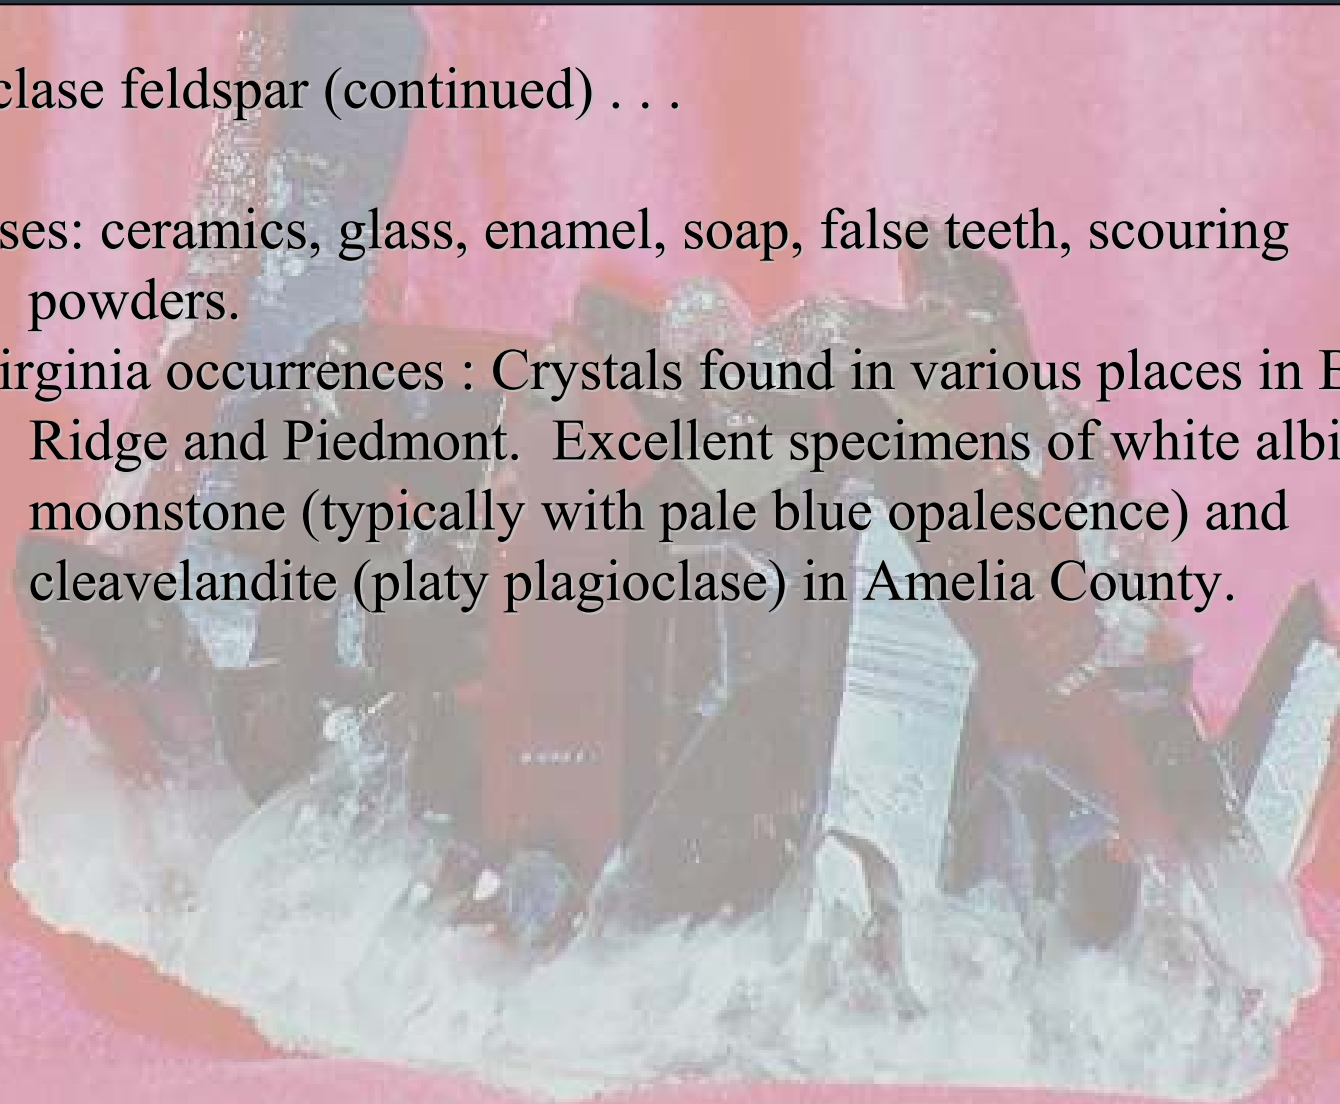 clase feldspar (continued) . . .
ses: ceramics, glass, enamel, soap, false teeth, scouring
powders.
irginia occurrences : Crystals found in various places in
Ridge and Piedmont.  Excellent specimens of white albi
moonstone (typically with pale blue opalescence) and
cleavelandite (platy plagioclase) in Amelia County.